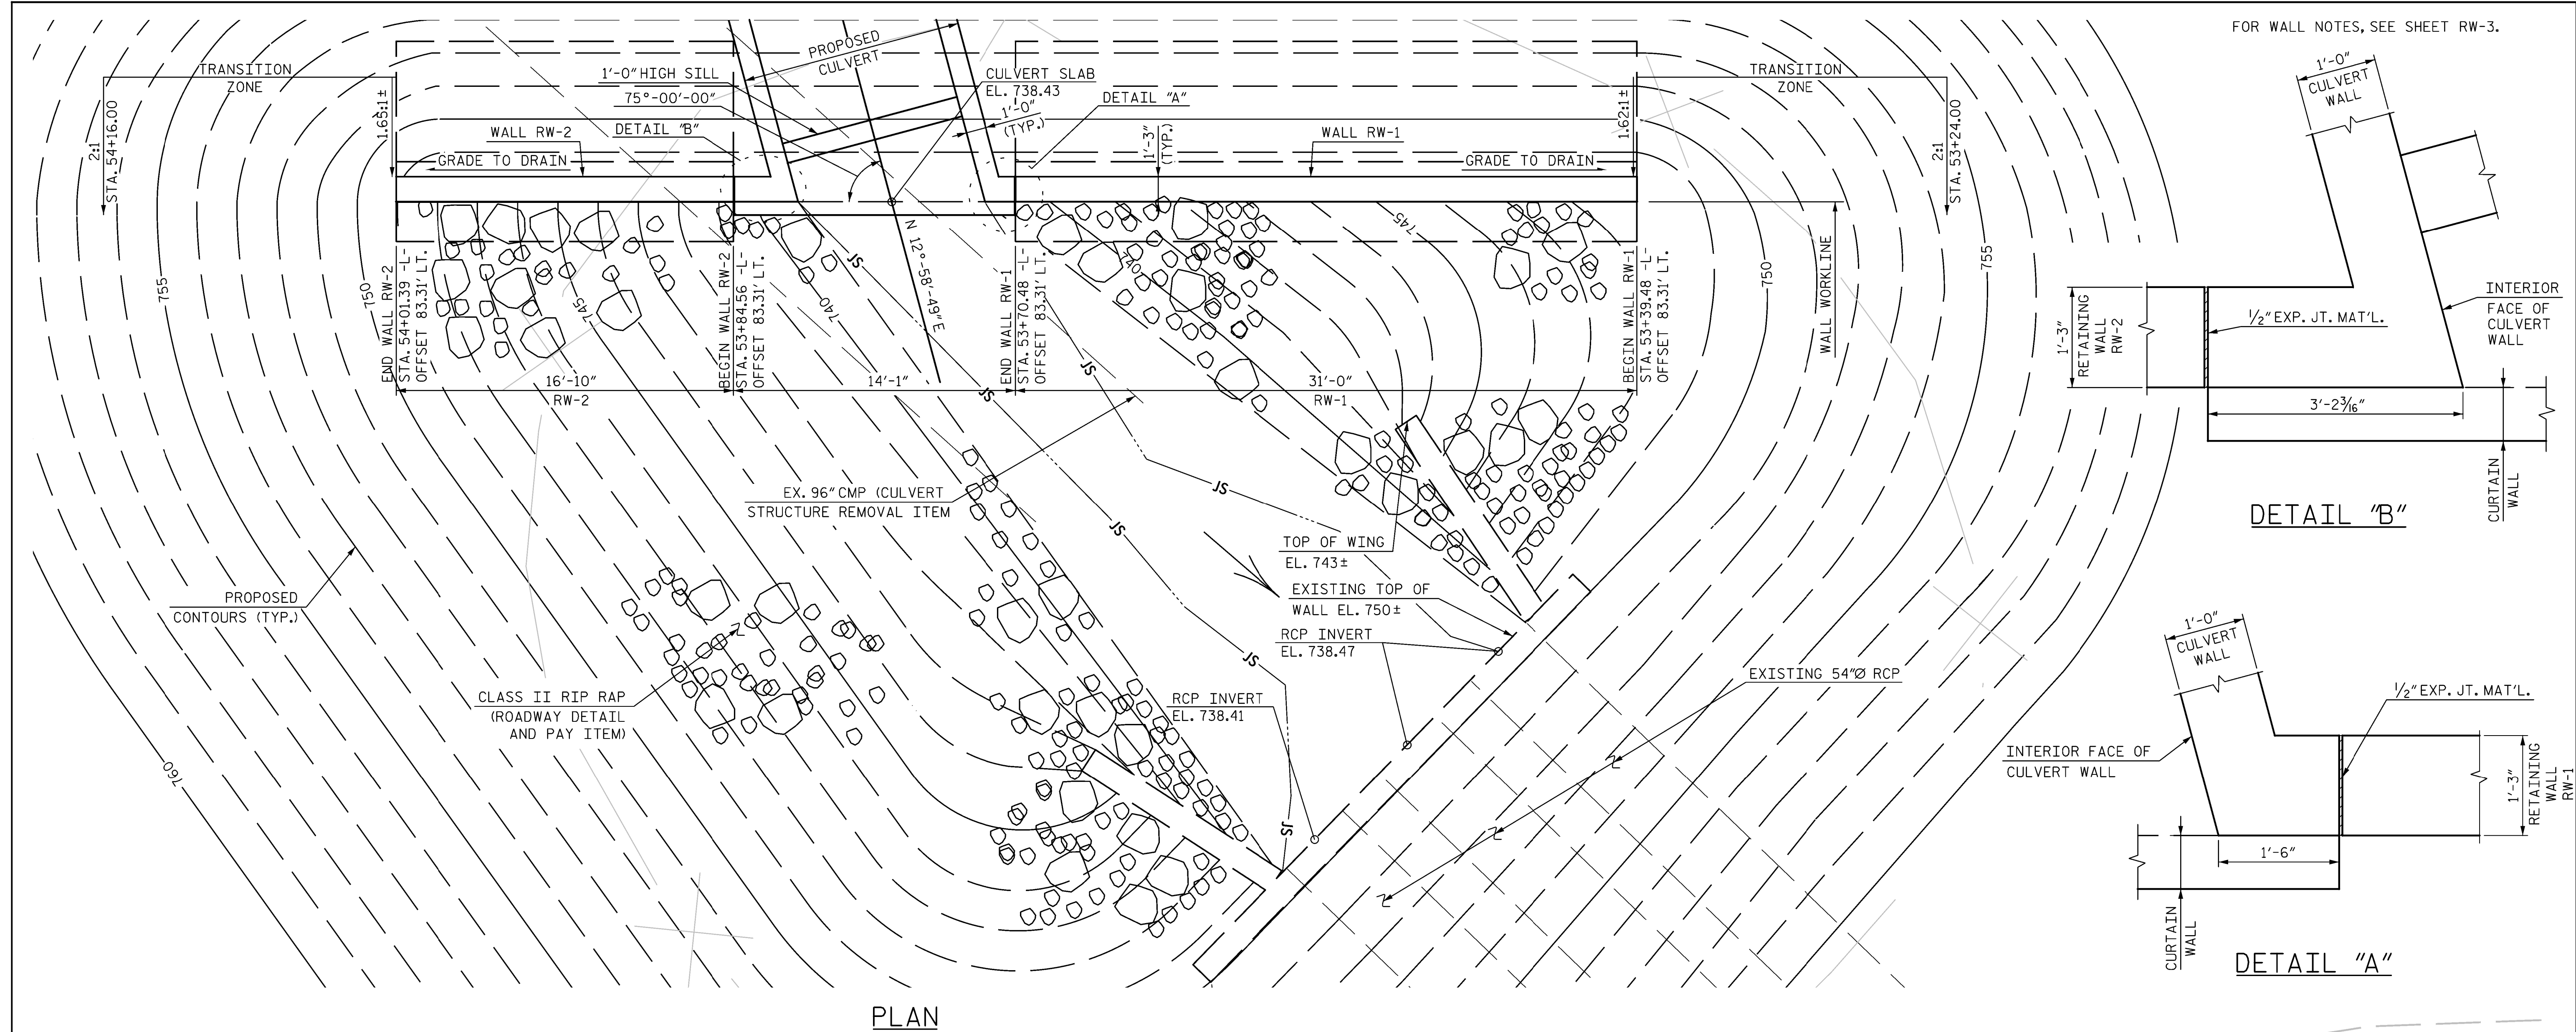 FOR WALL NOTES, SEE SHEET RW-3.
TRANSITION
ZONE
2:1
STA. 54+16.00
1.65:1±
WALL RW-2
GRADE TO DRAIN
1'-0" HIGH SILL
75°-00'-00"
DETAIL "B"
PROPOSED
CULVERT
CULVERT SLAB
EL. 738.43
1'-0"
(TYP.)
DETAIL "A"
1'-3"
(TYP.)
WALL RW-1
GRADE TO DRAIN
1.62:1±
TRANSITION
ZONE
2:1
STA. 53+24.00
END WALL RW-2
STA. 54+01.39 -L-
OFFSET 83.31' LT.
BEGIN WALL RW-2
STA. 53+84.56 -L-
OFFSET 83.31' LT.
N 12°-58'-49" E
END WALL RW-1
STA. 53+70.48 -L-
OFFSET 83.31' LT.
BEGIN WALL RW-1
STA. 53+39.48 -L-
OFFSET 83.31' LT.
WALL WORKLINE
755
750
745
740
740
745
750
755
760
JS
JS
JS
JS
JS
JS
JS
16'-10"
RW-2
14'-1"
31'-0"
RW-1
EX. 96" CMP (CULVERT
STRUCTURE REMOVAL ITEM
TOP OF WING
EL. 743±
EXISTING TOP OF
WALL EL. 750±
RCP INVERT
EL. 738.47
RCP INVERT
EL. 738.41
EXISTING 54"Ø RCP
PROPOSED
CONTOURS (TYP.)
CLASS II RIP RAP
(ROADWAY DETAIL
AND PAY ITEM)
PLAN
1'-0"
CULVERT
WALL
1'-3"
RETAINING
WALL
RW-2
1/2" EXP. JT. MAT'L.
INTERIOR
FACE OF
CULVERT
WALL
3'-2 3/16"
CURTAIN
WALL
DETAIL "B"
1'-0"
CULVERT
WALL
1/2" EXP. JT. MAT'L.
INTERIOR FACE OF
CULVERT WALL
1'-3"
RETAINING
WALL
RW-1
1'-6"
CURTAIN
WALL
DETAIL "A"